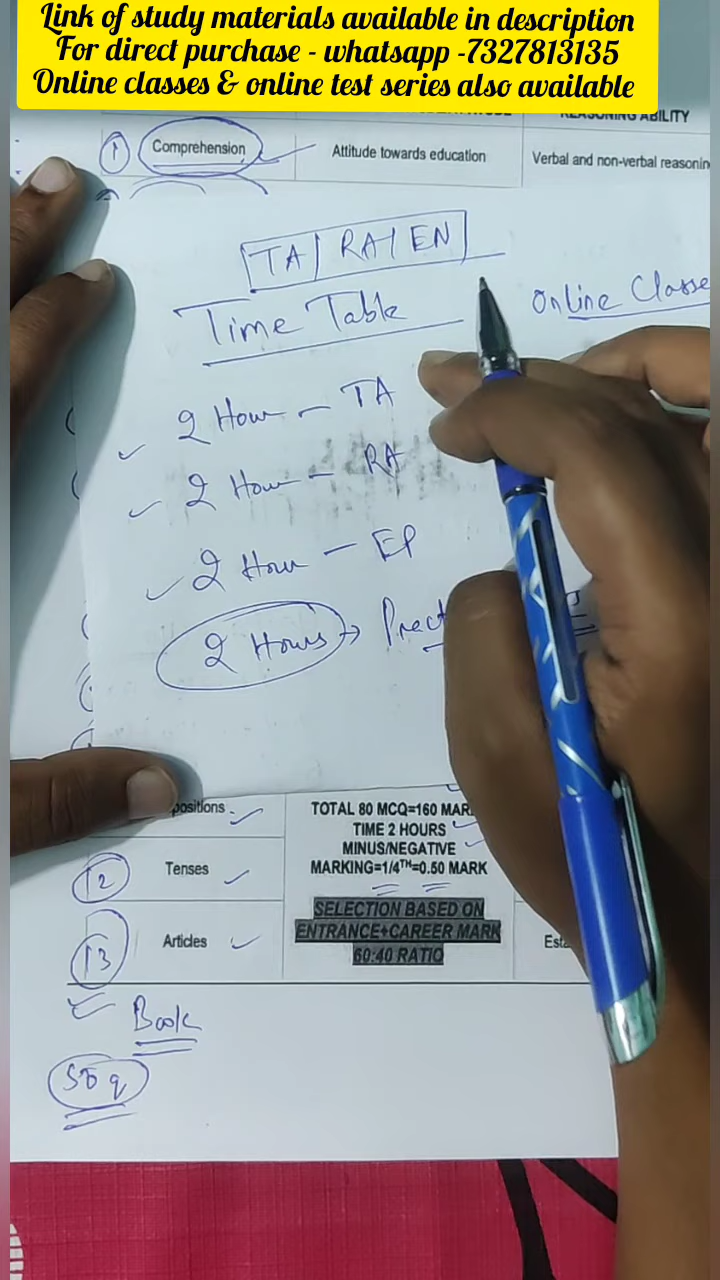 Link of study materials available in description
For direct purchase - whatsapp -7327813135
Online classes & online test series also available
REASONING ABILITY
1 Comprehension Attitude towards education Verbal and non-verbal reasonin
TA | RA | EN
Time Table
Online Classe
2 Hour - TA
2 Hour - RA
2 Hour - EP
2 Hours → Pract
positions
TOTAL 80 MCQ=160 MAR
TIME 2 HOURS
MINUS/NEGATIVE
MARKING=1/4TH=0.50 MARK
12 Tenses
SELECTION BASED ON
ENTRANCE+CAREER MARK
60:40 RATIO
13 Articles
Esta
Book
50 q